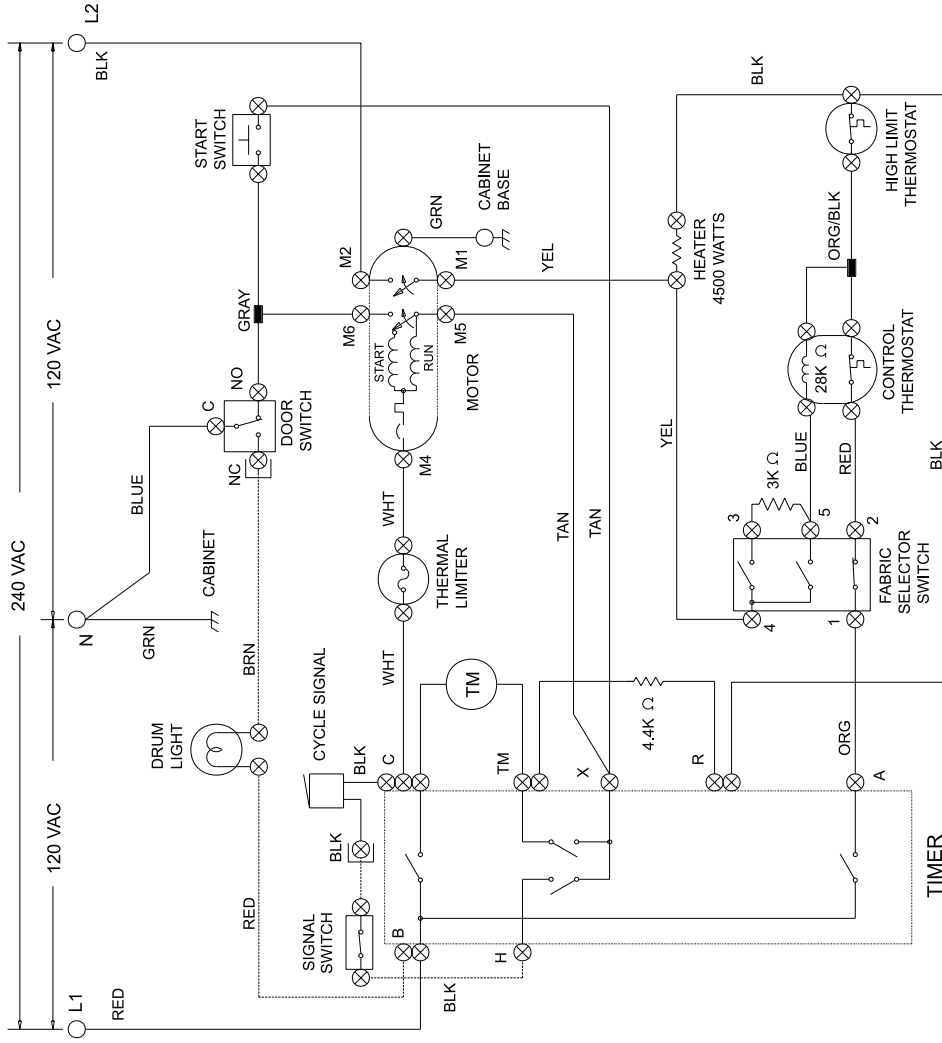 240 VAC
120 VAC
120 VAC
L1
RED
N
L2
BLK
BLUE
GRN
CABINET
RED
DRUM
LIGHT
BRN
NC
C
NO
DOOR
SWITCH
GRAY
START
SWITCH
SIGNAL
SWITCH
BLK
CYCLE SIGNAL
BLK
BLK
B
C
WHT
THERMAL
LIMITER
WHT
M4
START
RUN
MOTOR
M6
M5
M2
M1
GRN
CABINET
BASE
YEL
H
TM
TM
X
TAN
TAN
4.4K Ω
R
YEL
HEATER
4500 WATTS
BLK
4
3
5
3K Ω
1
2
FABRIC
SELECTOR
SWITCH
BLUE
RED
28K Ω
CONTROL
THERMOSTAT
ORG/BLK
HIGH LIMIT
THERMOSTAT
ORG
A
BLK
TIMER